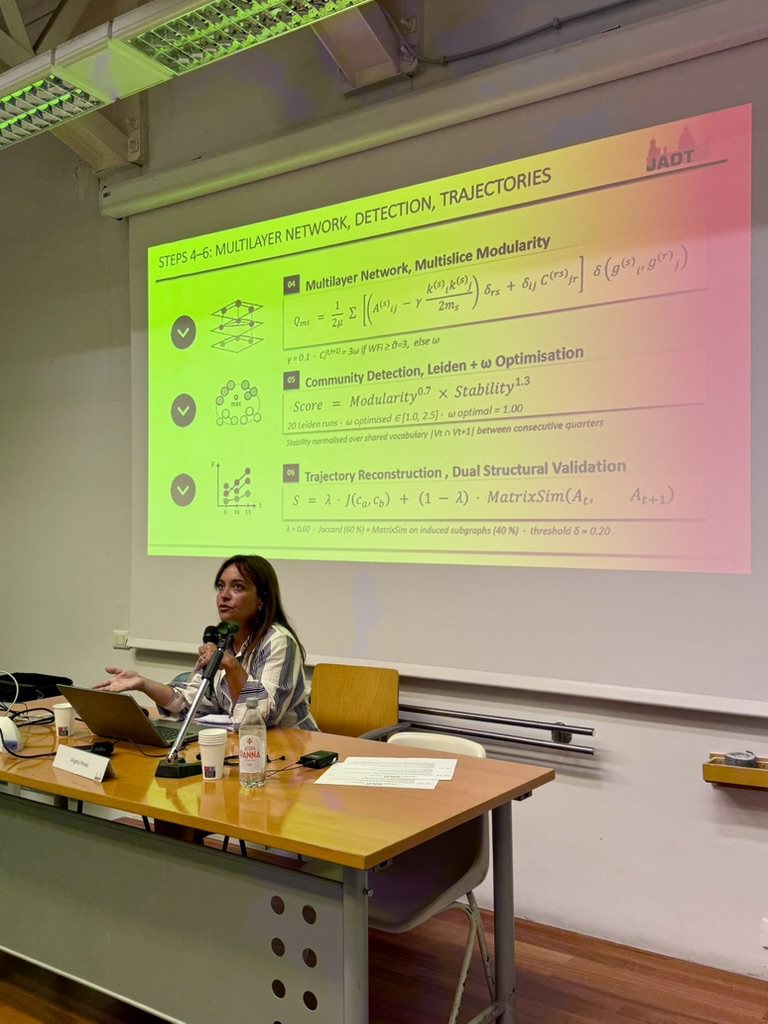 JADT
STEPS 4–6: MULTILAYER NETWORK, DETECTION, TRAJECTORIES
04 Multilayer Network, Multislice Modularity
Q_ms = 1/2μ Σ [(A^(s)_ij − γ k^(s)_i k^(s)_j / 2m_s) δ_rs + δ_ij C^(rs)_jr] δ(g^(s)_i, g^(r)_j)
γ = 0.1 · = 3ω if WFi ≥ ϑ=3, else ω
05 Community Detection, Leiden + ω Optimisation
Ω
max
Score = Modularity^0.7 × Stability^1.3
20 Leiden runs · ω optimised ∈ [1.0, 2.5] · ω optimal = 1.00
Stability normalised over shared vocabulary |Vt ∩ Vt+1| between consecutive quarters
06 Trajectory Reconstruction , Dual Structural Validation
S = λ · J(c_a, c_b) + (1 − λ) · MatrixSim(A_t, A_t+1)
λ = 0.60 · Jaccard (60 %) + MatrixSim on induced subgraphs (40 %) · threshold δ = 0.20
ACQUA
PANNA